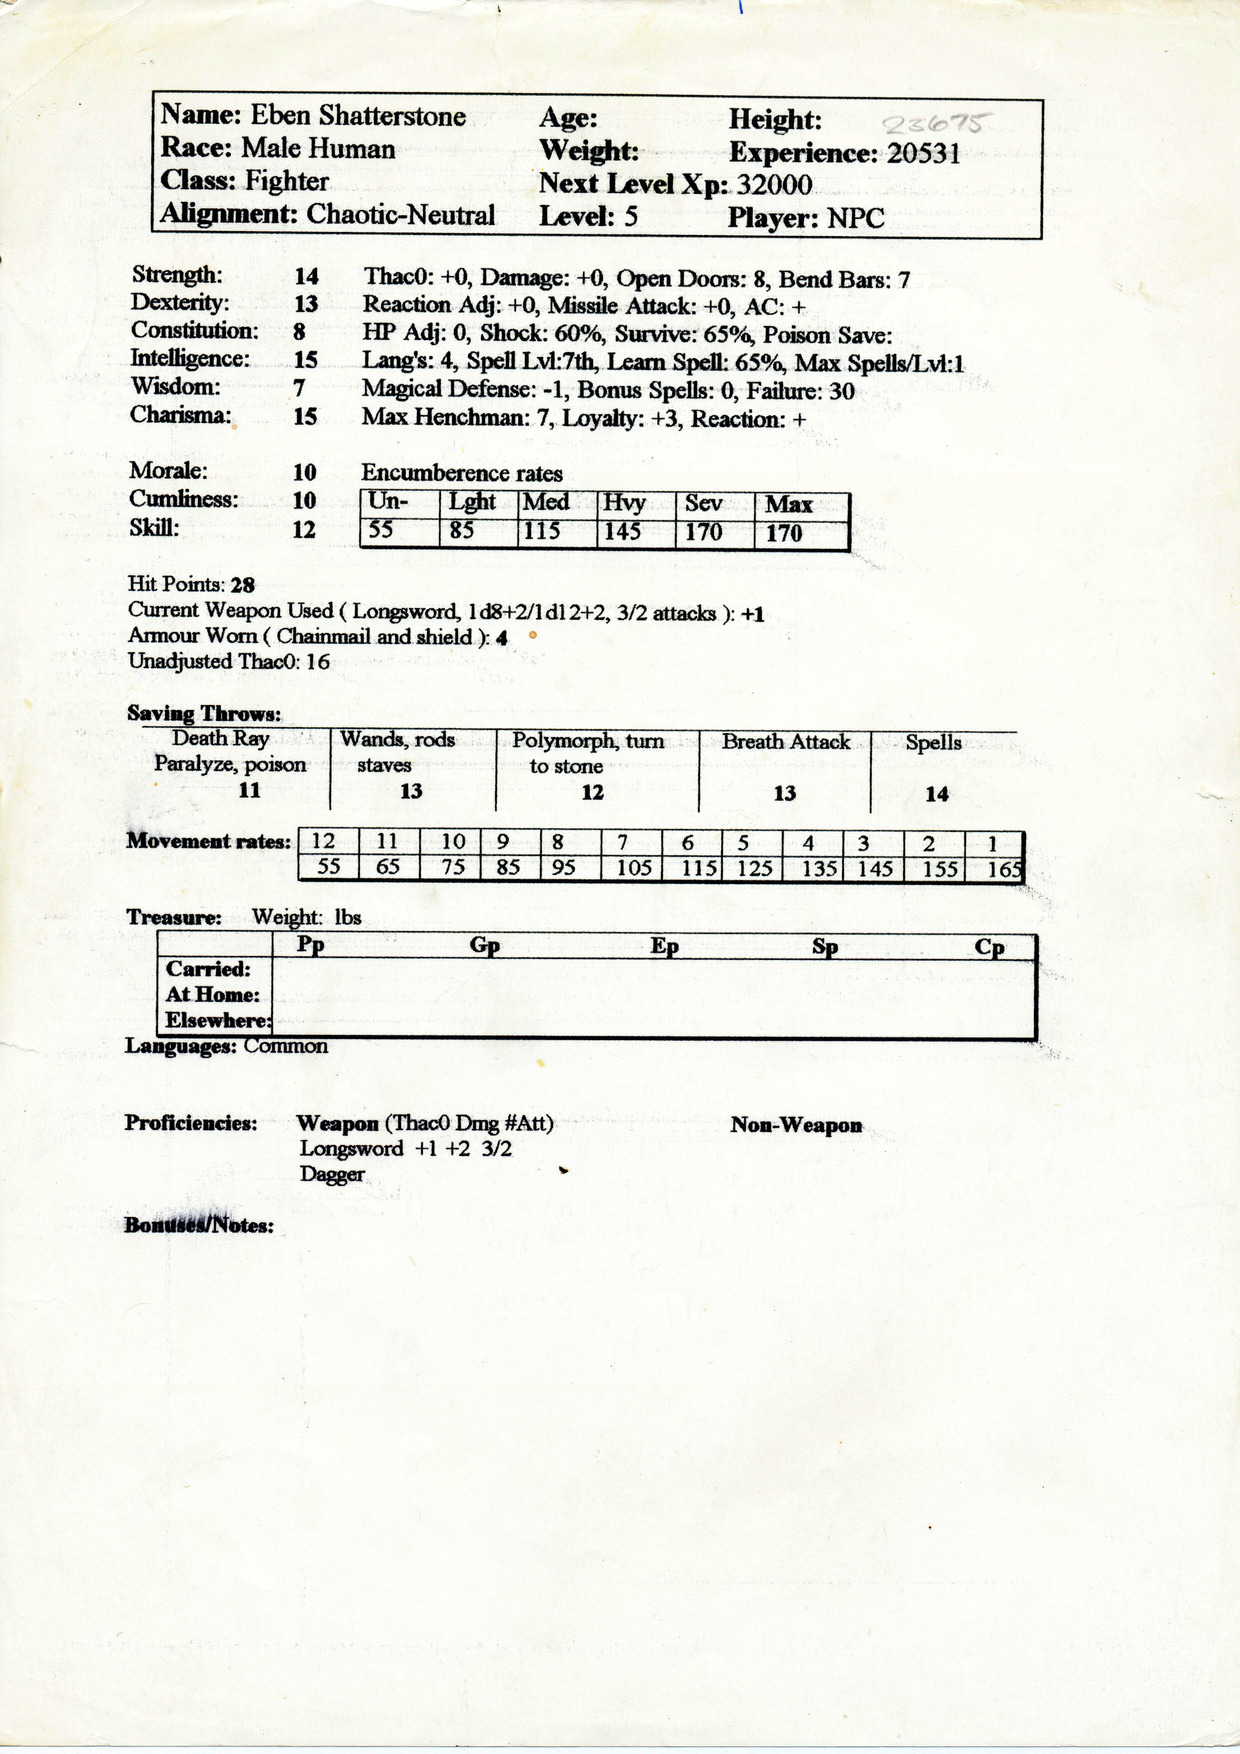 Name: Eben Shatterstone Age: Height: 23675
Race: Male Human Weight: Experience: 20531
Class: Fighter Next Level Xp: 32000
Alignment: Chaotic-Neutral Level: 5 Player: NPC
Strength: 14 Thac0: +0, Damage: +0, Open Doors: 8, Bend Bars: 7
Dexterity: 13 Reaction Adj: +0, Missile Attack: +0, AC: +
Constitution: 8 HP Adj: 0, Shock: 60%, Survive: 65%, Poison Save:
Intelligence: 15 Lang's: 4, Spell Lvl:7th, Learn Spell: 65%, Max Spells/Lvl:1
Wisdom: 7 Magical Defense: -1, Bonus Spells: 0, Failure: 30
Charisma: 15 Max Henchman: 7, Loyalty: +3, Reaction: +
Morale: 10 Encumberence rates
Cumliness: 10 Un- Lght Med Hvy Sev Max
Skill: 12 55 85 115 145 170 170
Hit Points: 28
Current Weapon Used ( Longsword, 1d8+2/1d12+2, 3/2 attacks ): +1
Armour Worn ( Chainmail and shield ): 4
Unadjusted Thac0: 16
Saving Throws:
Death Ray Wands, rods Polymorph, turn Breath Attack Spells
Paralyze, poison staves to stone
11 13 12 13 14
Movement rates: 12 11 10 9 8 7 6 5 4 3 2 1
55 65 75 85 95 105 115 125 135 145 155 165
Treasure: Weight: lbs
Pp Gp Ep Sp Cp
Carried:
At Home:
Elsewhere:
Languages: Common
Proficiencies: Weapon (Thac0 Dmg #Att) Non-Weapon
Longsword +1 +2 3/2
Dagger
Bonuses/Notes: